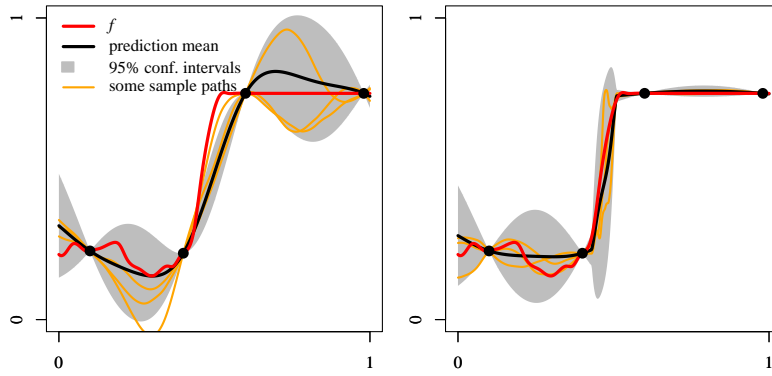 1
f
prediction mean
95% conf. intervals
some sample paths
0
0
1
1
0
0
1